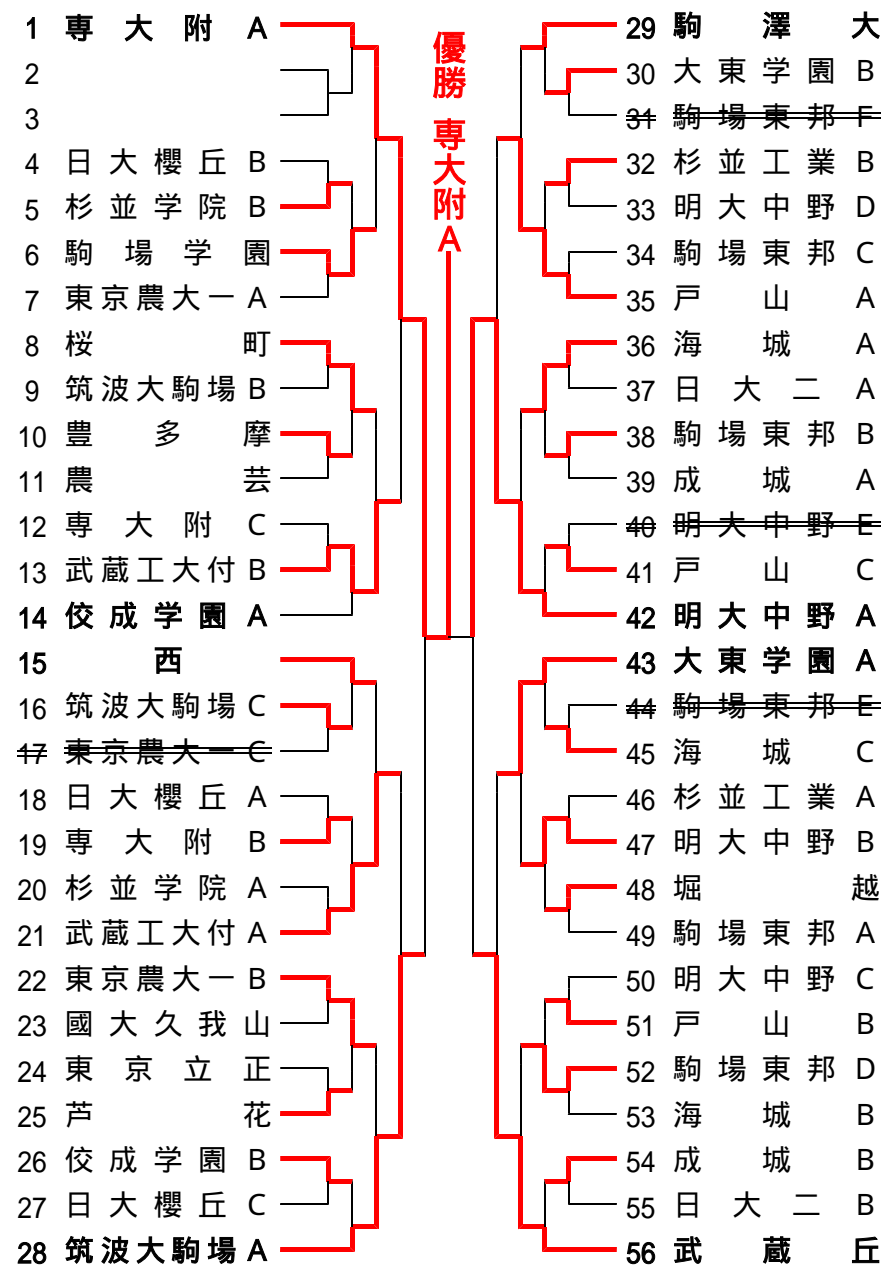 1 専大附A
2
3
4 日大櫻丘B
5 杉並学院B
6 駒場学園
7 東京農大一A
8 桜町
9 筑波大駒場B
10 豊多摩
11 農芸
12 専大附C
13 武蔵工大付B
14 佼成学園A
15 西
16 筑波大駒場C
17 東京農大一C
18 日大櫻丘A
19 専大附B
20 杉並学院A
21 武蔵工大付A
22 東京農大一B
23 國大久我山
24 東京立正
25 芦花
26 佼成学園B
27 日大櫻丘C
28 筑波大駒場A
優勝 専大附A
29 駒澤大
30 大東学園B
31 駒場東邦F
32 杉並工業B
33 明大中野D
34 駒場東邦C
35 戸山A
36 海城A
37 日大二A
38 駒場東邦B
39 成城A
40 明大中野E
41 戸山C
42 明大中野A
43 大東学園A
44 駒場東邦E
45 海城C
46 杉並工業A
47 明大中野B
48 堀越
49 駒場東邦A
50 明大中野C
51 戸山B
52 駒場東邦D
53 海城B
54 成城B
55 日大二B
56 武蔵丘